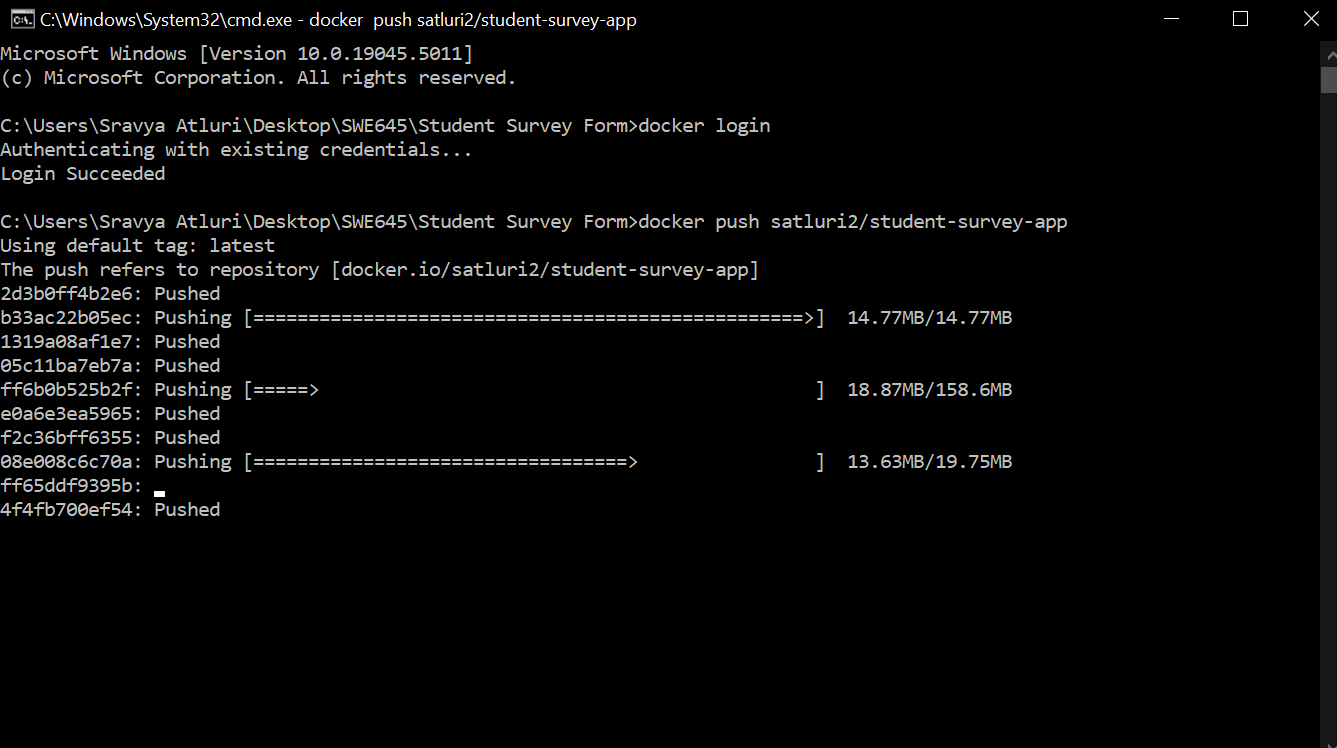 C:\Windows\System32\cmd.exe - docker  push satluri2/student-survey-app
Microsoft Windows [Version 10.0.19045.5011]
(c) Microsoft Corporation. All rights reserved.
C:\Users\Sravya Atluri\Desktop\SWE645\Student Survey Form>docker login
Authenticating with existing credentials...
Login Succeeded
C:\Users\Sravya Atluri\Desktop\SWE645\Student Survey Form>docker push satluri2/student-survey-app
Using default tag: latest
The push refers to repository [docker.io/satluri2/student-survey-app]
2d3b0ff4b2e6: Pushed
b33ac22b05ec: Pushing [==================================================>]  14.77MB/14.77MB
1319a08af1e7: Pushed
05c11ba7eb7a: Pushed
ff6b0b525b2f: Pushing [=====>                                             ]  18.87MB/158.6MB
e0a6e3ea5965: Pushed
f2c36bff6355: Pushed
08e008c6c70a: Pushing [==================================>                ]  13.63MB/19.75MB
ff65ddf9395b:
4f4fb700ef54: Pushed